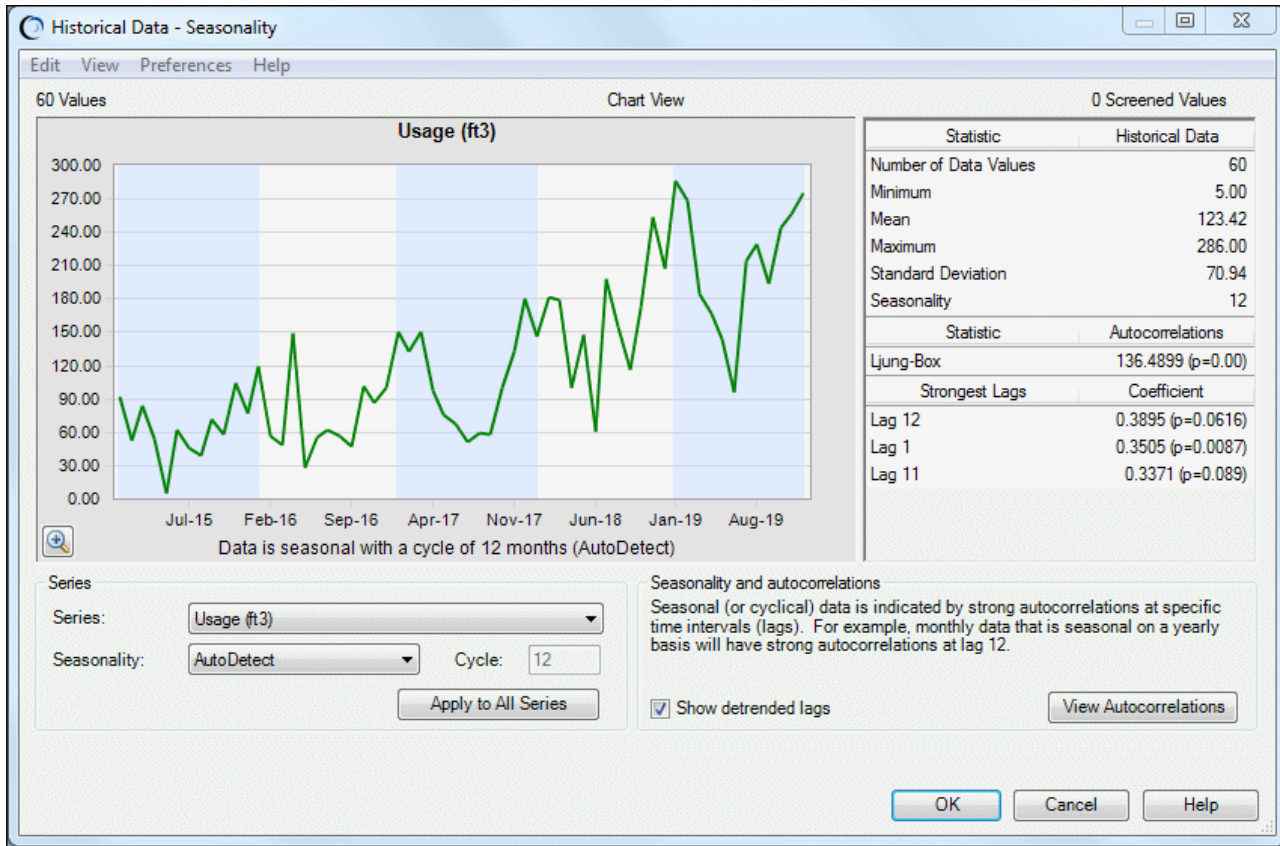 Historical Data - Seasonality
Edit View Preferences Help
60 Values Chart View 0 Screened Values
Usage (ft3)
300.00
270.00
240.00
210.00
180.00
150.00
120.00
90.00
60.00
30.00
0.00
Jul-15 Feb-16 Sep-16 Apr-17 Nov-17 Jun-18 Jan-19 Aug-19
Data is seasonal with a cycle of 12 months (AutoDetect)
Statistic Historical Data
Number of Data Values 60
Minimum 5.00
Mean 123.42
Maximum 286.00
Standard Deviation 70.94
Seasonality 12
Statistic Autocorrelations
Ljung-Box 136.4899 (p=0.00)
Strongest Lags Coefficient
Lag 12 0.3895 (p=0.0616)
Lag 1 0.3505 (p=0.0087)
Lag 11 0.3371 (p=0.089)
Series
Series: Usage (ft3)
Seasonality: AutoDetect Cycle: 12
Apply to All Series
Seasonality and autocorrelations
Seasonal (or cyclical) data is indicated by strong autocorrelations at specific
time intervals (lags). For example, monthly data that is seasonal on a yearly
basis will have strong autocorrelations at lag 12.
Show detrended lags View Autocorrelations
OK Cancel Help